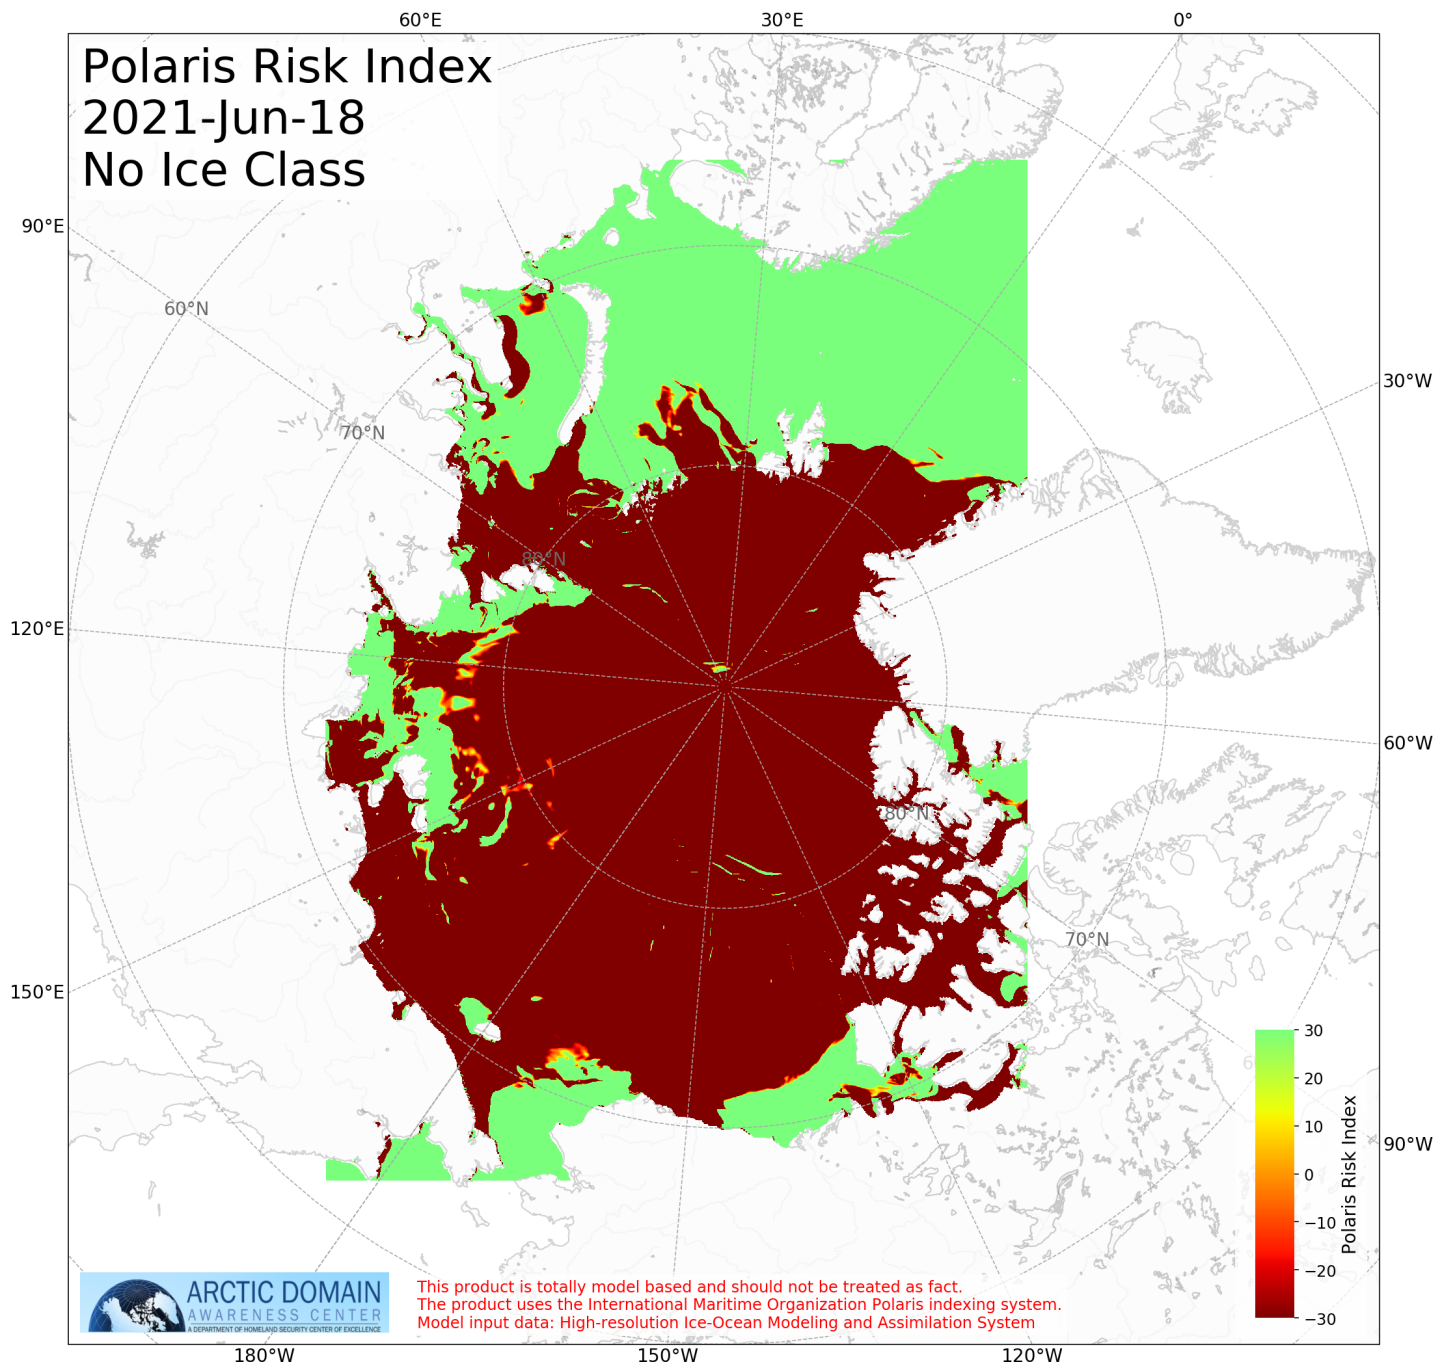 60°E
30°E
0°
Polaris Risk Index
2021-Jun-18
No Ice Class
90°E
60°N
30°W
70°N
80°N
120°E
60°W
80°N
70°N
150°E
30
20
10
0
−10
−20
−30
Polaris Risk Index
90°W
ARCTIC DOMAIN
AWARENESS CENTER
A DEPARTMENT OF HOMELAND SECURITY CENTER OF EXCELLENCE
This product is totally model based and should not be treated as fact.
The product uses the International Maritime Organization Polaris indexing system.
Model input data: High-resolution Ice-Ocean Modeling and Assimilation System
180°W
150°W
120°W